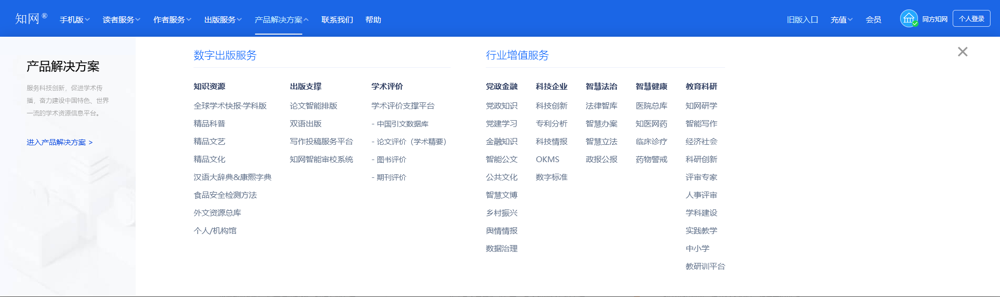 知网®
手机版
读者服务
作者服务
出版服务
产品解决方案
联系我们
帮助
旧版入口
充值
会员
同方知网
个人登录
产品解决方案
服务科技创新，促进学术传
播，奋力建设中国特色、世界
一流的学术资源信息平台。
进入产品解决方案 >
数字出版服务
知识资源
全球学术快报·学科版
精品科普
精品文艺
精品文化
汉语大辞典&康熙字典
食品安全检测方法
外文资源总库
个人/机构馆
出版支撑
论文智能排版
双语出版
写作投稿服务平台
知网智能审校系统
学术评价
学术评价支撑平台
- 中国引文数据库
- 论文评价（学术精要）
- 图书评价
- 期刊评价
行业增值服务
党政金融
党政知识
党建学习
金融知识
智能公文
公共文化
智慧文博
乡村振兴
舆情情报
数据治理
科技企业
科技创新
专利分析
科技情报
OKMS
数字标准
智慧法治
法律智库
智慧办案
智慧立法
政报公报
智慧健康
医院总库
知医网药
临床诊疗
药物警戒
教育科研
知网研学
智能写作
经济社会
科研创新
评审专家
人事评审
学科建设
实践教学
中小学
教研训平台